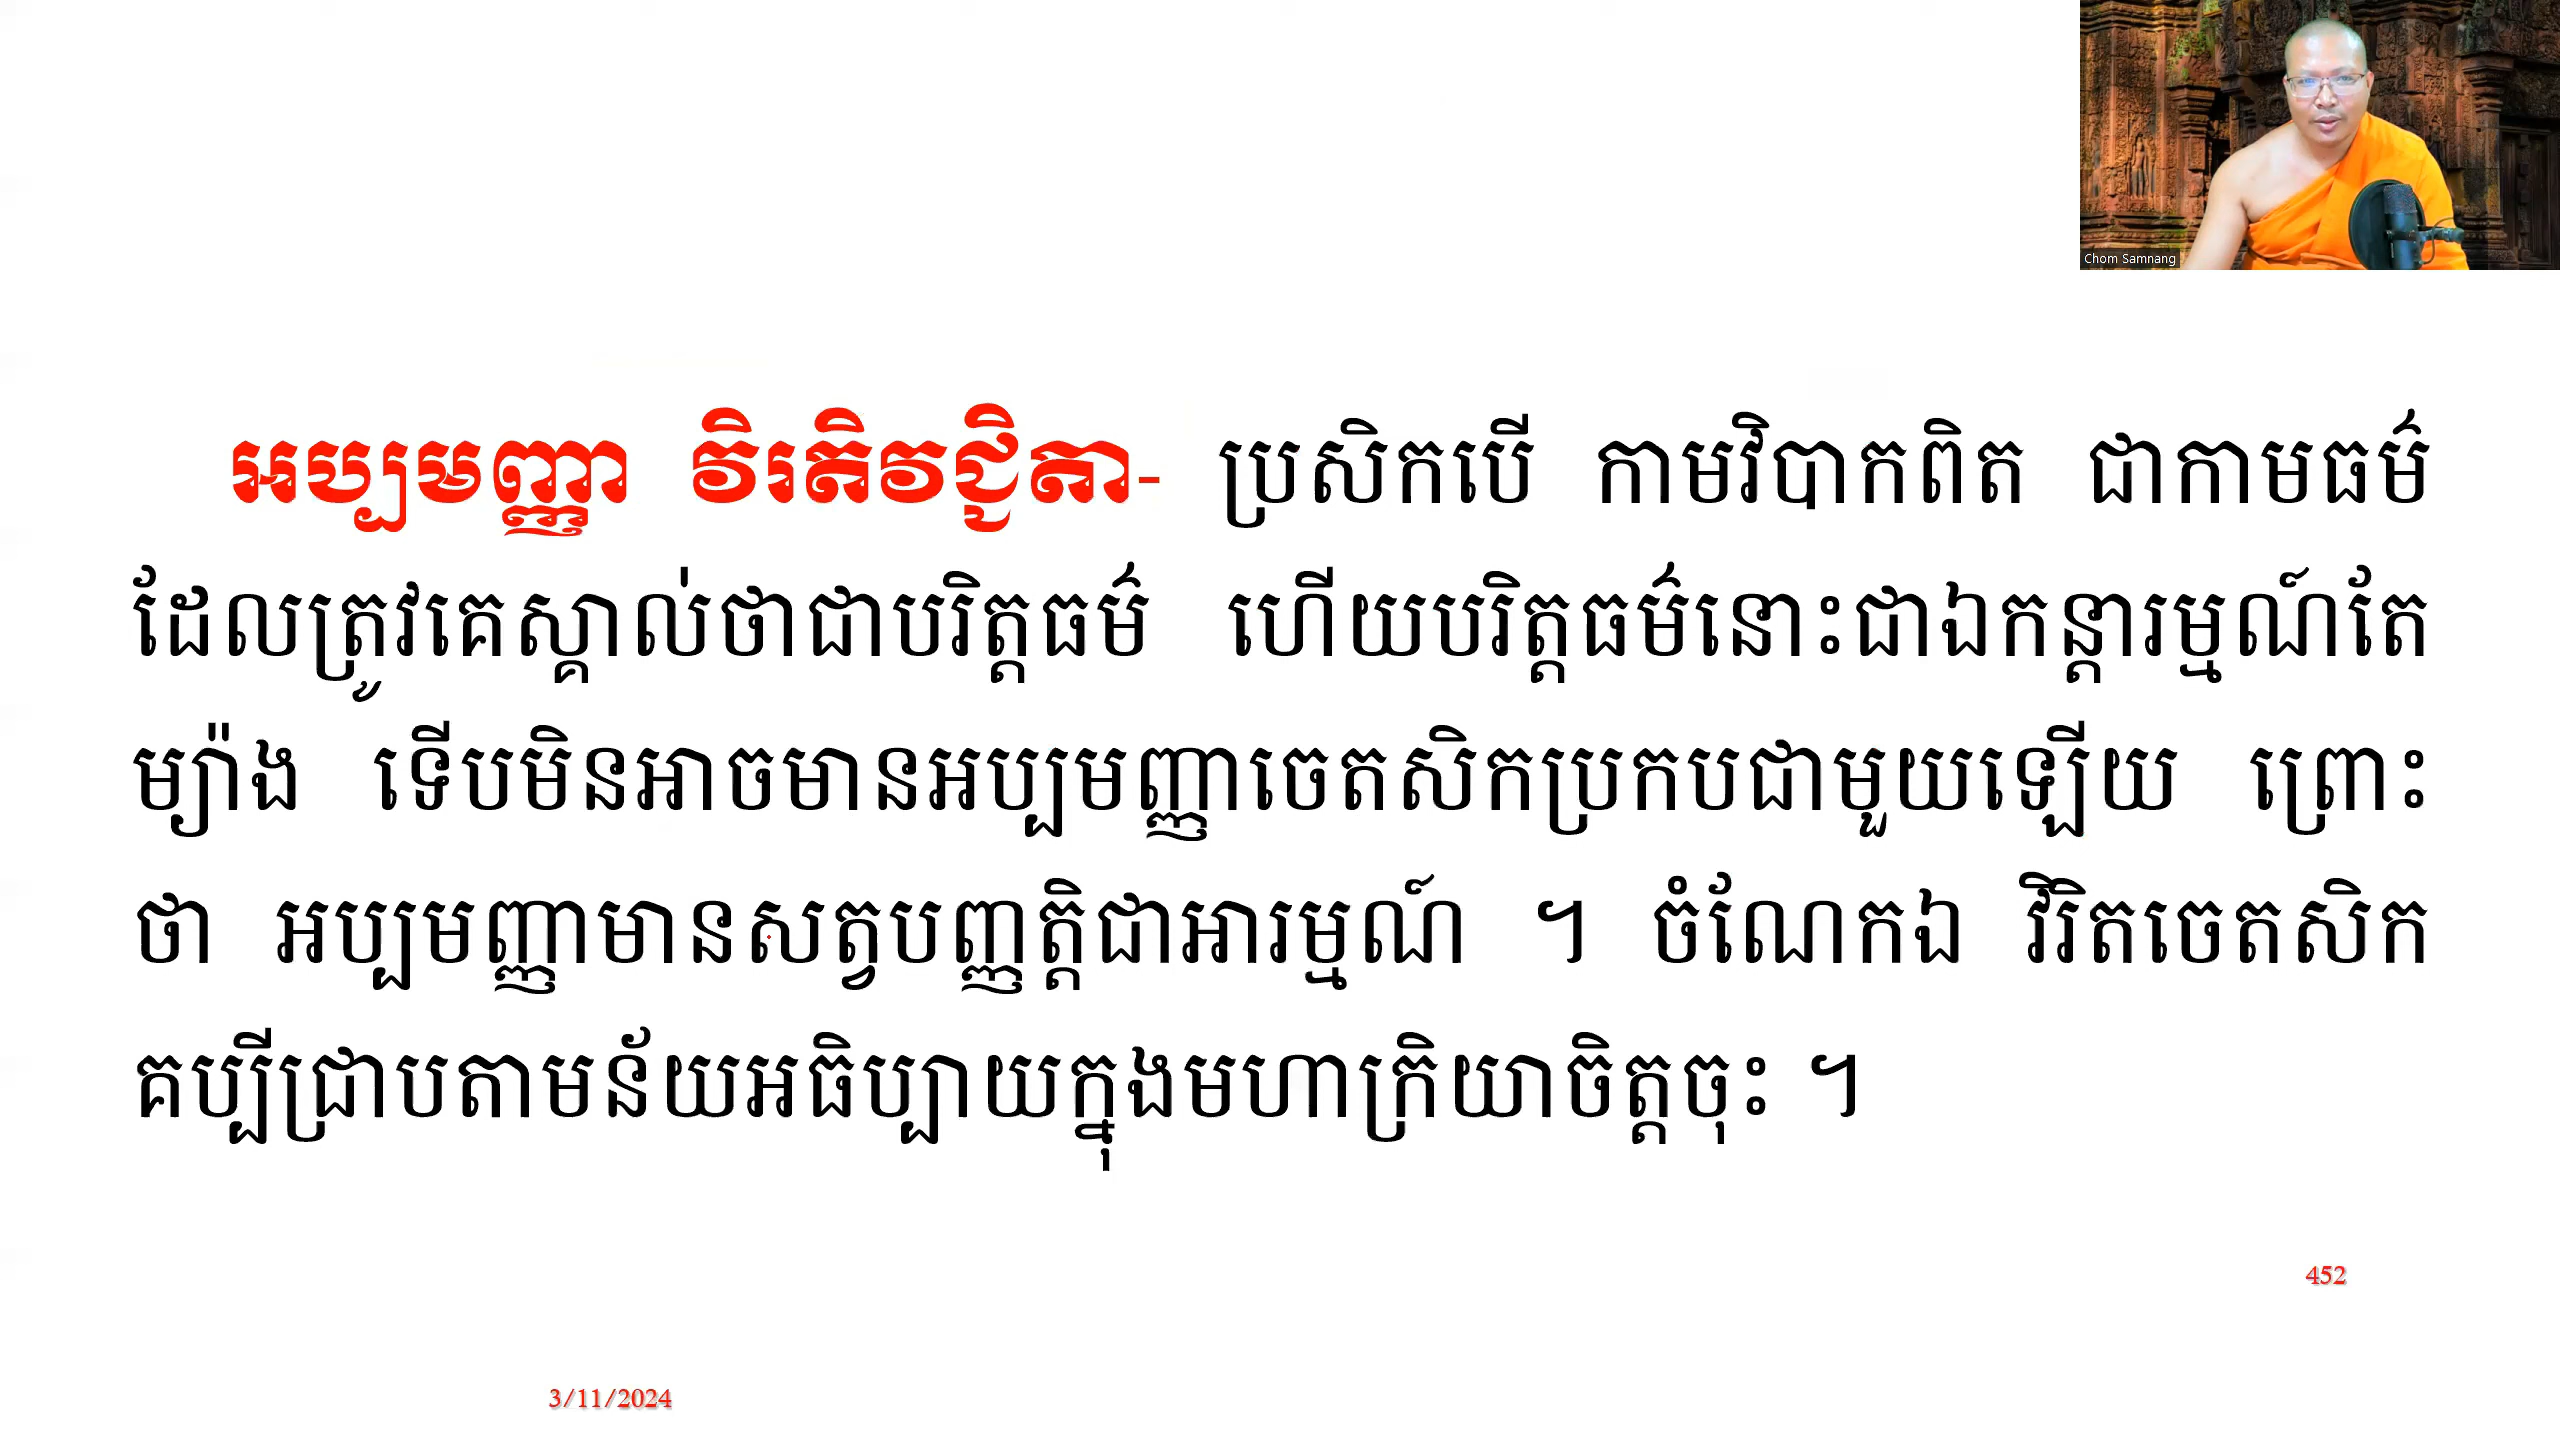 Chom Samnang
អប្បមញ្ញា វិរតិវជ្ជិតា- ប្រសិកបើ កាមវិបាកពិត ជាកាមធម៌
ដែលត្រូវគេស្គាល់ថាជាបរិត្តធម៌ ហើយបរិត្តធម៌នោះជាឯកន្តារម្មណ៍តែ
ម្យ៉ាង ទើបមិនអាចមានអប្បមញ្ញាចេតសិកប្រកបជាមួយឡើយ ព្រោះ
ថា អប្បមញ្ញាមានសត្វបញ្ញត្តិជាអារម្មណ៍ ។ ចំណែកឯ វិរិតចេតសិក
គប្បីជ្រាបតាមន័យអធិប្បាយក្នុងមហាក្រិយាចិត្តចុះ ។
452
3/11/2024